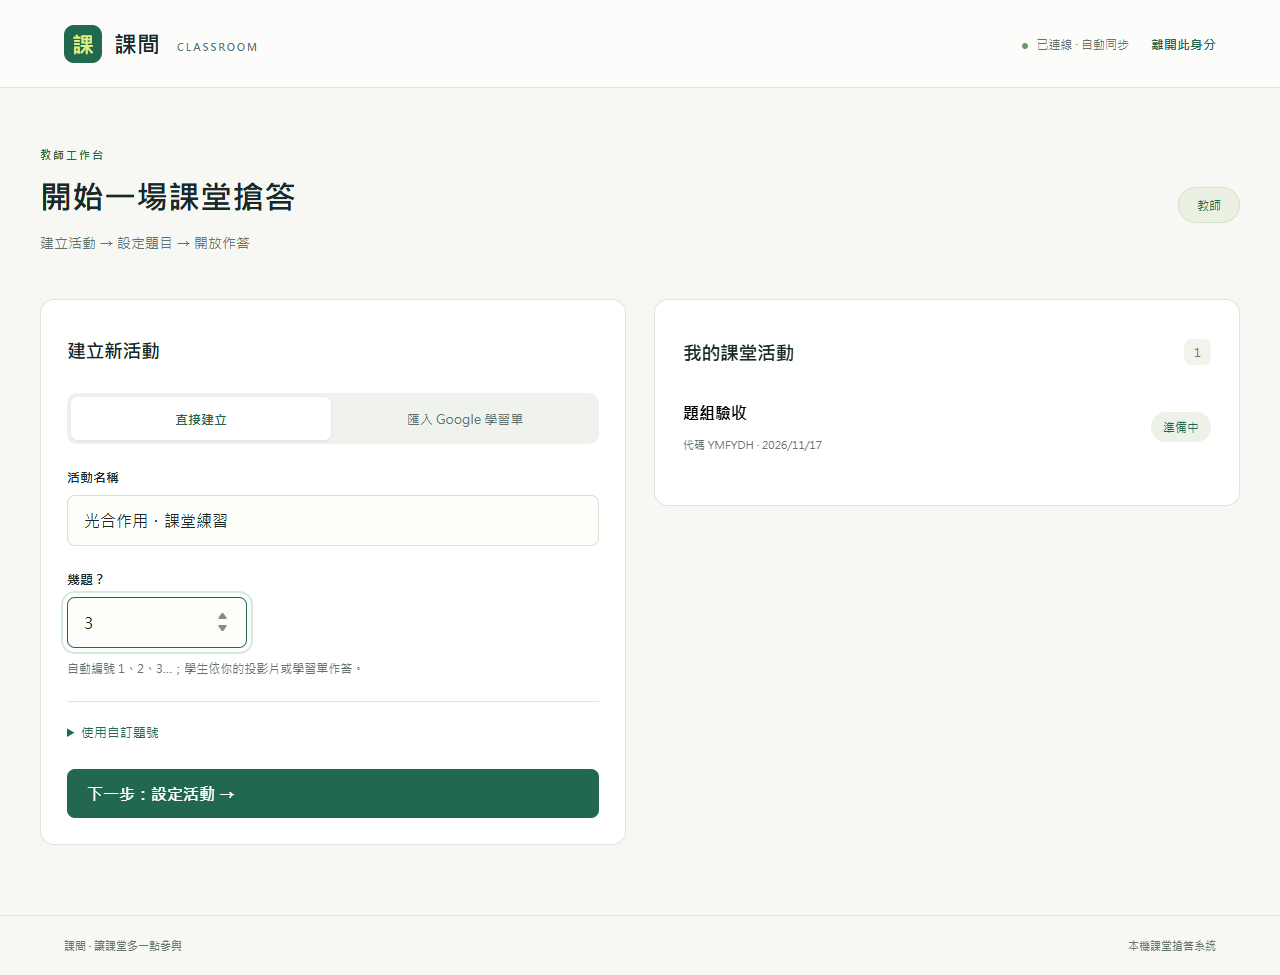 課
課間 CLASSROOM
已連線 · 自動同步
離開此身分
教師工作台
開始一場課堂搶答
教師
建立活動 → 設定題目 → 開放作答
建立新活動
直接建立
匯入 Google 學習單
活動名稱
光合作用・課堂練習
幾題？
3
自動編號 1、2、3…；學生依你的投影片或學習單作答。
▶ 使用自訂題號
下一步：設定活動 →
我的課堂活動
1
題組驗收
準備中
代碼 YMFYDH · 2026/11/17
課間 · 讓課堂多一點參與
本機課堂搶答系統